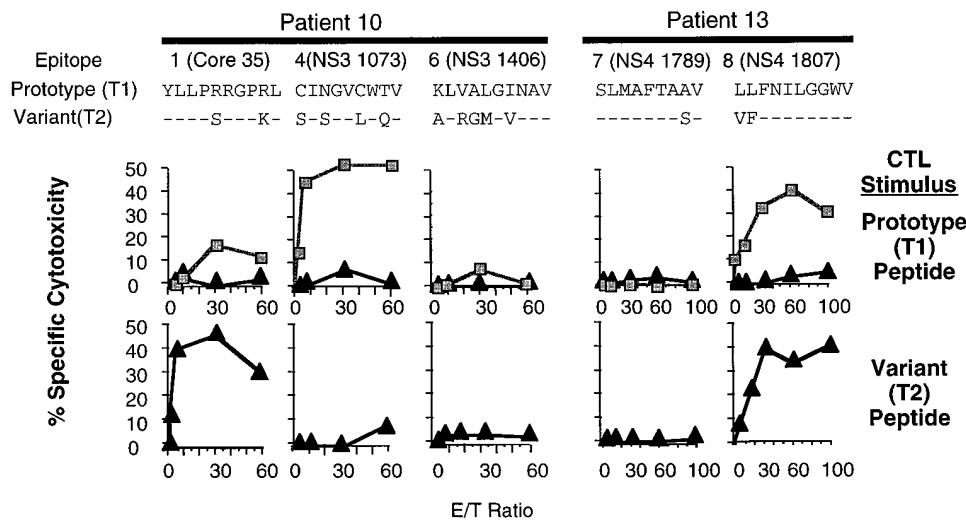 Patient 10 Patient 13
Epitope 1 (Core 35) 4(NS3 1073) 6 (NS3 1406) 7 (NS4 1789) 8 (NS4 1807)
Prototype (T1) YLLPRRGPRL CINGVCWTV KLVALGINAV SLMAFTAAV LLFNILGGWV
Variant(T2) ----S---K- S-S--L-Q- A-RGM-V--- -------S- VF--------
% Specific Cytotoxicity
50
40
30
20
10
0
0 30 60 0 30 60 0 30 60 0 30 60 100 0 30 60 100
CTL
Stimulus
Prototype
(T1)
Peptide
50
40
30
20
10
0
0 30 60 0 30 60 0 30 60 0 30 60 100 0 30 60 100
Variant
(T2)
Peptide
E/T Ratio